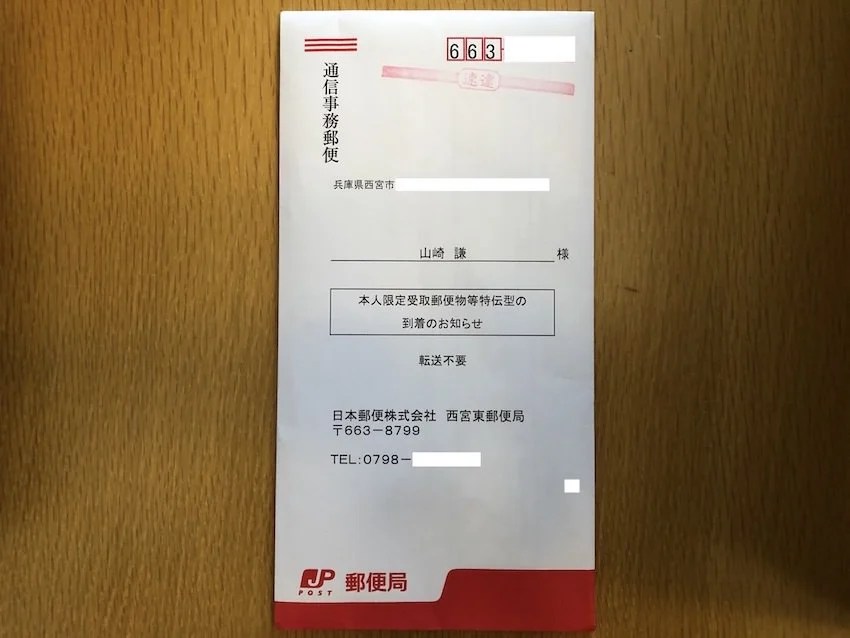 663-
速達
通信事務郵便
兵庫県西宮市
山崎 謙 様
本人限定受取郵便物等特伝型の
到着のお知らせ
転送不要
日本郵便株式会社 西宮東郵便局
〒663-8799
TEL:0798-
JP 郵便局
POST